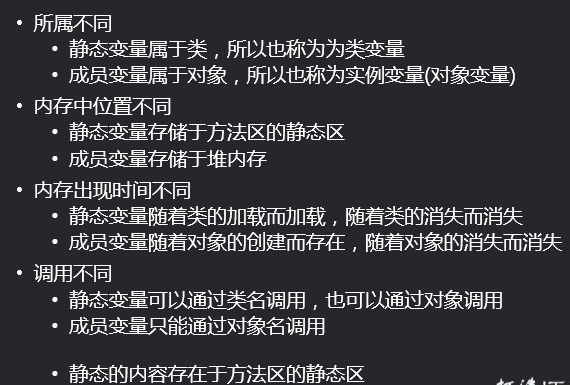 • 所属不同
• 静态变量属于类，所以也称为为类变量
• 成员变量属于对象，所以也称为实例变量(对象变量)
• 内存中位置不同
• 静态变量存储于方法区的静态区
• 成员变量存储于堆内存
• 内存出现时间不同
• 静态变量随着类的加载而加载，随着类的消失而消失
• 成员变量随着对象的创建而存在，随着对象的消失而消失
• 调用不同
• 静态变量可以通过类名调用，也可以通过对象调用
• 成员变量只能通过对象名调用
• 静态的内容存在于方法区的静态区